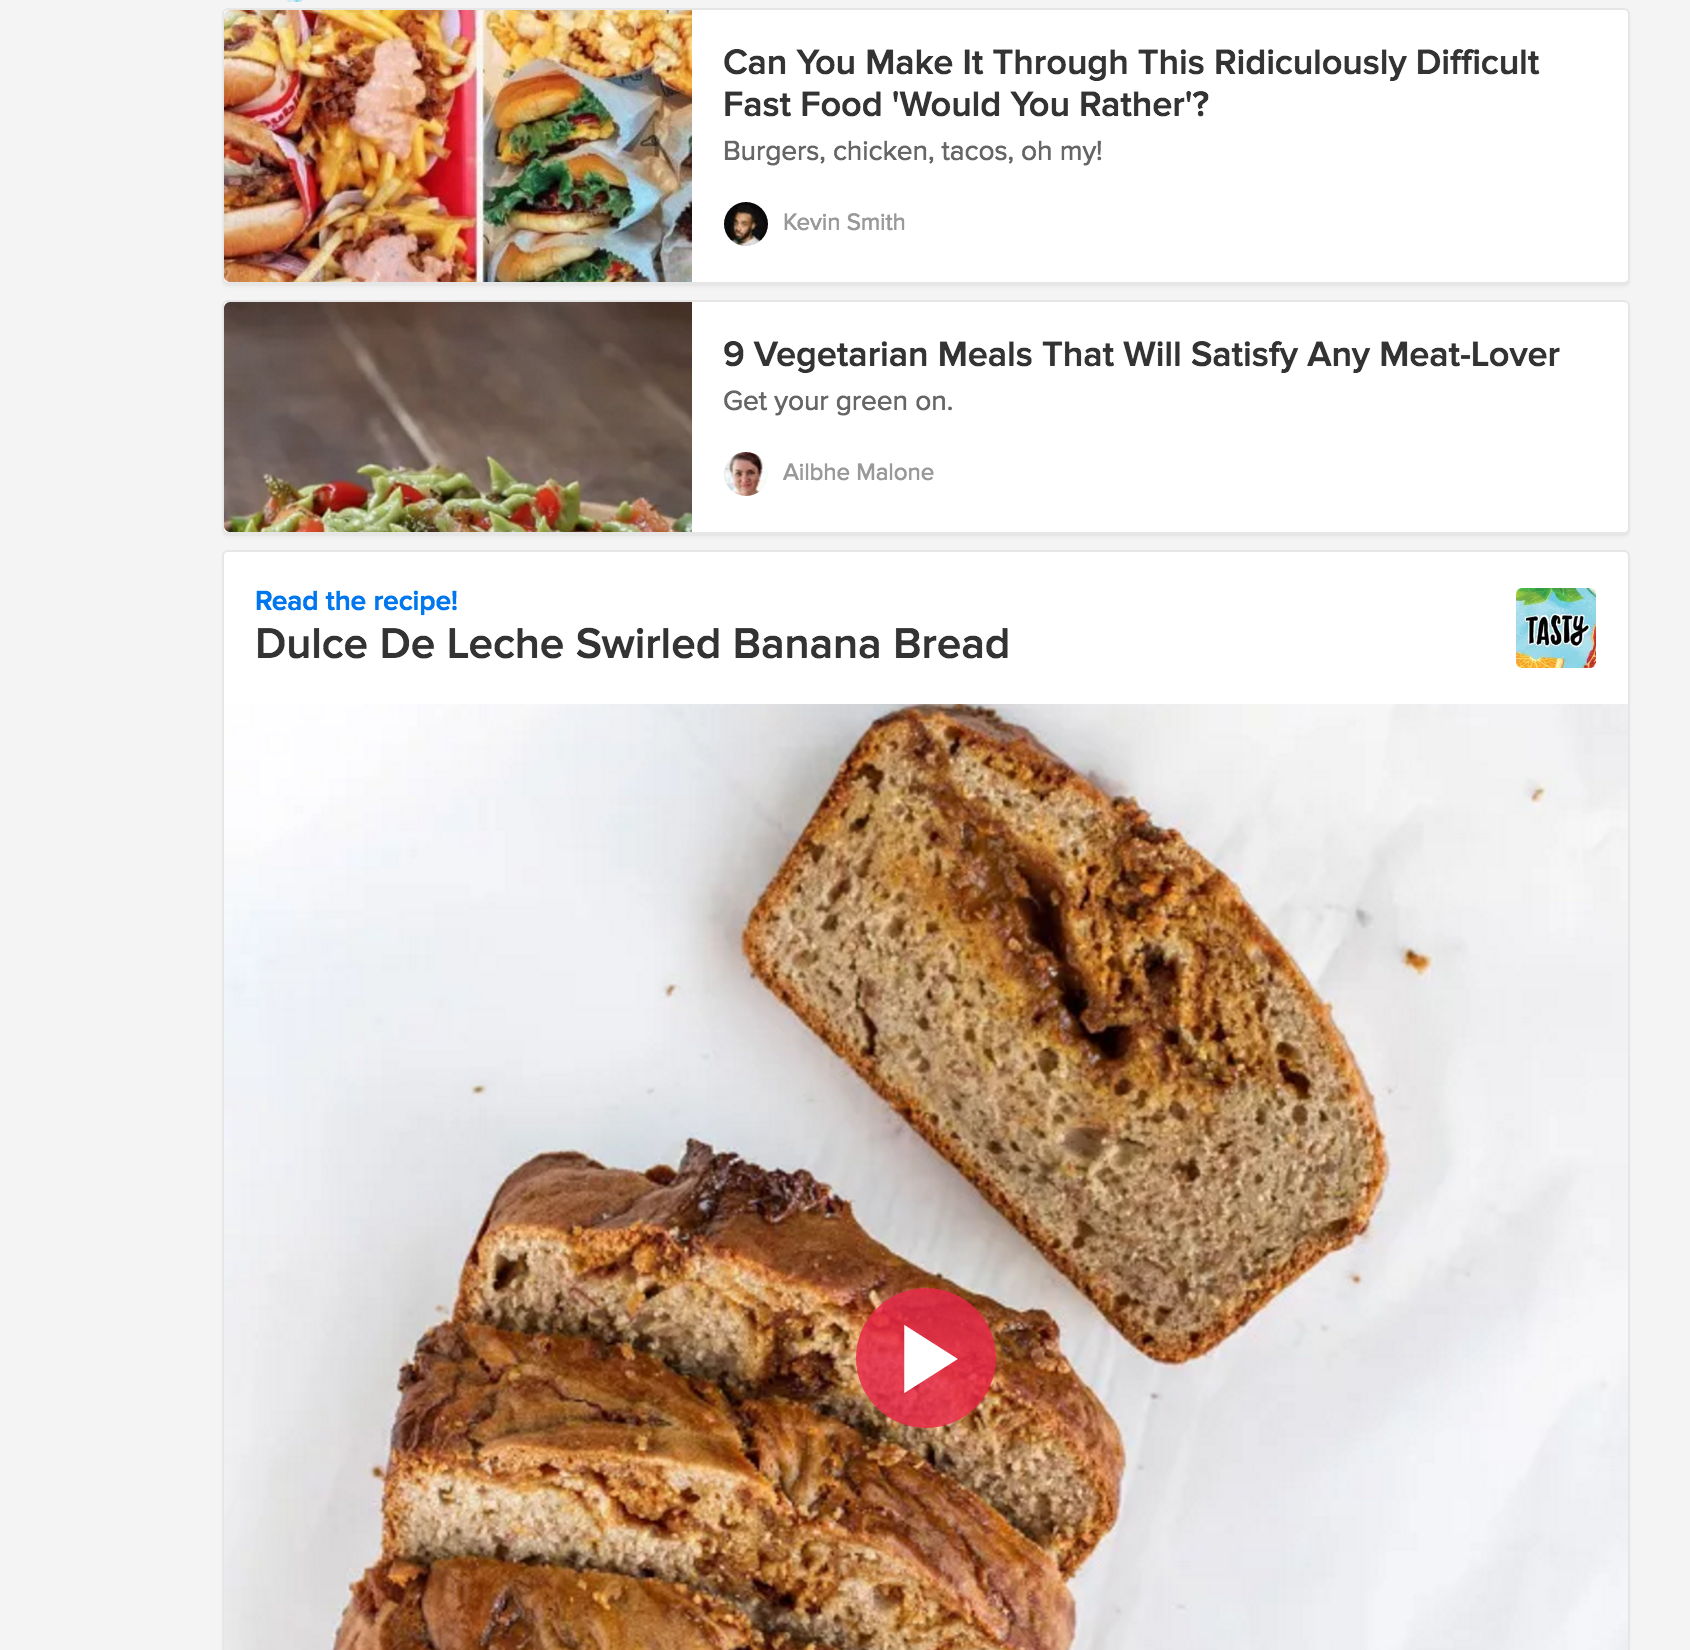 Can You Make It Through This Ridiculously Difficult
Fast Food 'Would You Rather'?
Burgers, chicken, tacos, oh my!
Kevin Smith
9 Vegetarian Meals That Will Satisfy Any Meat-Lover
Get your green on.
Ailbhe Malone
Read the recipe!
Dulce De Leche Swirled Banana Bread
TASTY